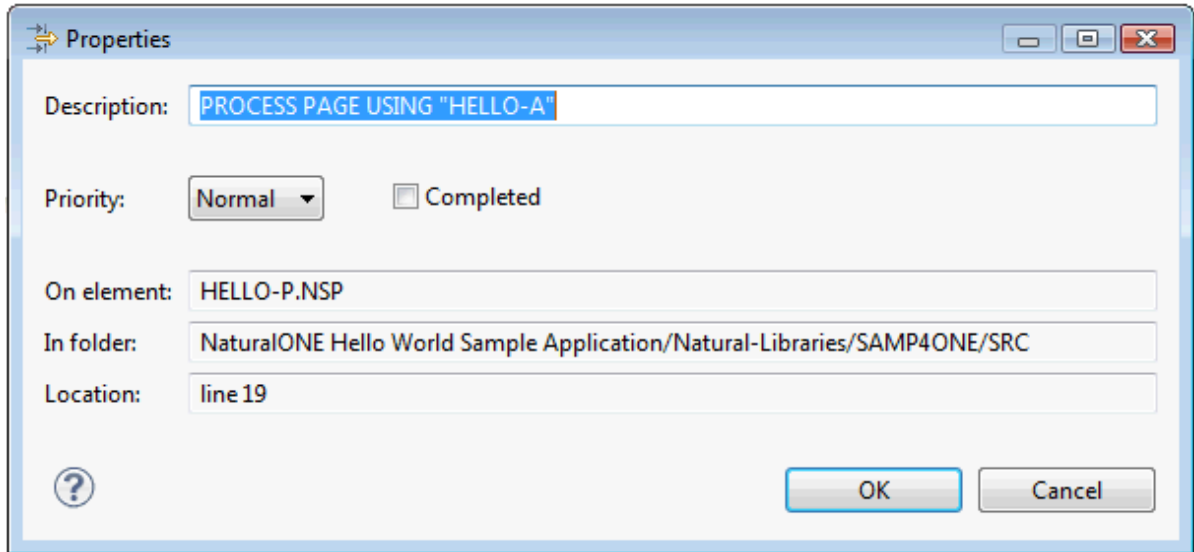 Properties
Description: PROCESS PAGE USING "HELLO-A"
Priority: Normal Completed
On element: HELLO-P.NSP
In folder: NaturalONE Hello World Sample Application/Natural-Libraries/SAMP4ONE/SRC
Location: line 19
? OK Cancel